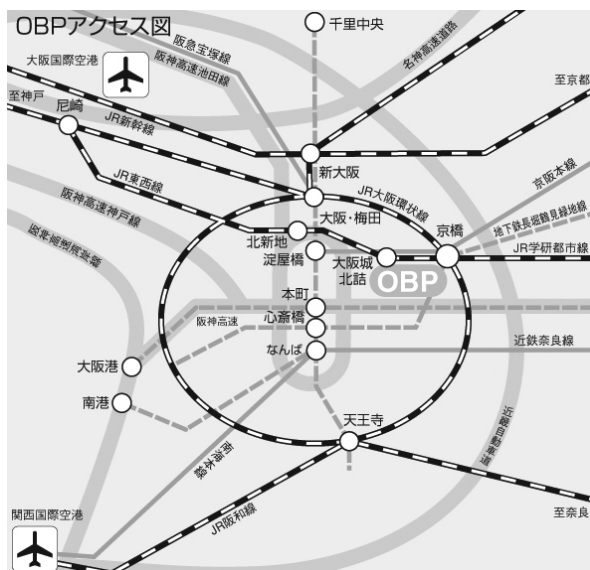 OBPアクセス図
千里中央
阪急宝塚線
阪神高速池田線
名神高速道路
大阪国際空港
至京都
至神戸
尼崎
JR新幹線
新大阪
JR東西線
JR大阪環状線
京阪本線
地下鉄長堀鶴見緑地線
阪神高速神戸線
大阪・梅田
京橋
北新地
淀屋橋
大阪城
北詰
JR学研都市線
OBP
阪神高速湾岸線
本町
心斎橋
阪神高速
なんば
近鉄奈良線
大阪港
南港
天王寺
近畿自動車道
南海本線
関西国際空港
JR阪和線
至奈良